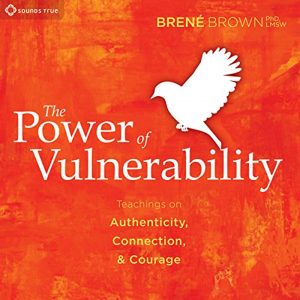 sounds true
BRENÉ BROWN PhD, LMSW
The
Power of
Vulnerability
Teachings on
Authenticity,
Connection,
& Courage